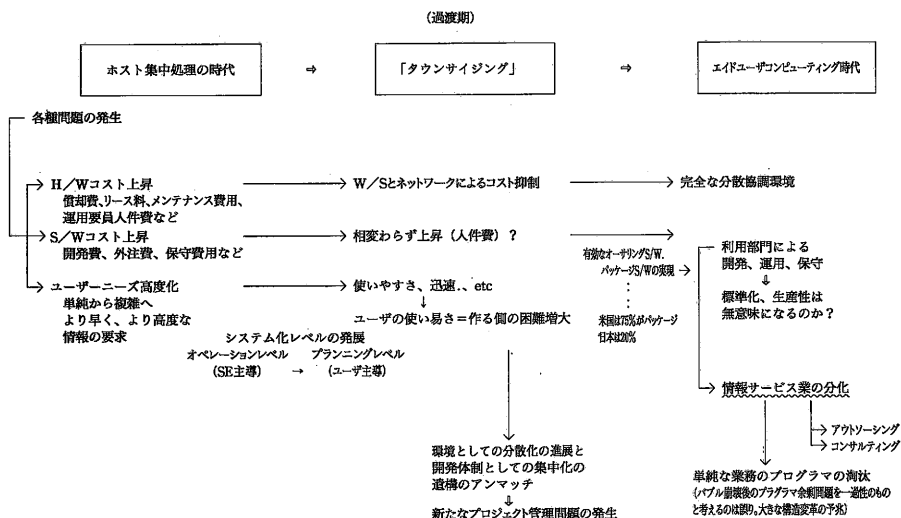 (過渡期)
ホスト集中処理の時代
⇨
「タウンサイジング」
⇨
エイドユーザコンピューティング時代
各種問題の発生
H/Wコスト上昇
償却費、リース料、メンテナンス費用、
運用要員人件費など
W/Sとネットワークによるコスト抑制
完全な分散協調環境
S/Wコスト上昇
開発費、外注費、保守費用など
相変わらず上昇(人件費)?
有効なオーサリングS/W.
パッケージS/Wの実現 →
米国は75%がパッケージ
日本は20%
利用部門による
開発、運用、保守
⇩
標準化、生産性は
無意味になるのか?
ユーザーニーズ高度化
単純から複雑へ
より早く、より高度な
情報の要求
使いやすさ、迅速.、etc
↓
ユーザの使い易さ=作る側の困難増大
システム化レベルの発展
オペレーションレベル プランニングレベル
(SE主導) → (ユーザ主導)
情報サービス業の分化
アウトソーシング
コンサルティング
環境としての分散化の進展と
開発体制としての集中化の
遺構のアンマッチ
⇩
新たなプロジェクト管理問題の発生
単純な業務のプログラマの淘汰
(バブル崩壊後のプラグラマ余剰問題を一過性のもの
と考えるのは誤り。大きな構造変革の予兆)